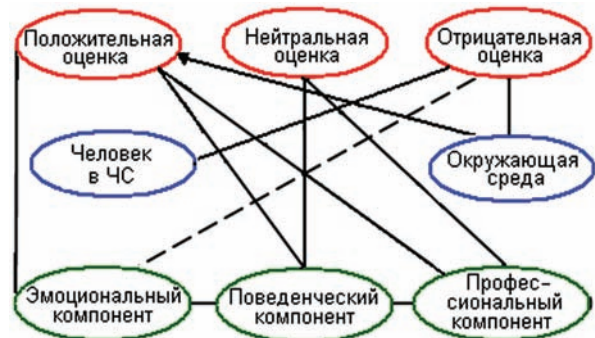 Положительная
оценка
Нейтральная
оценка
Отрицательная
оценка
Человек
в ЧС
Окружающая
среда
Эмоциональный
компонент
Поведенческий
компонент
Профес-
сиональный
компонент